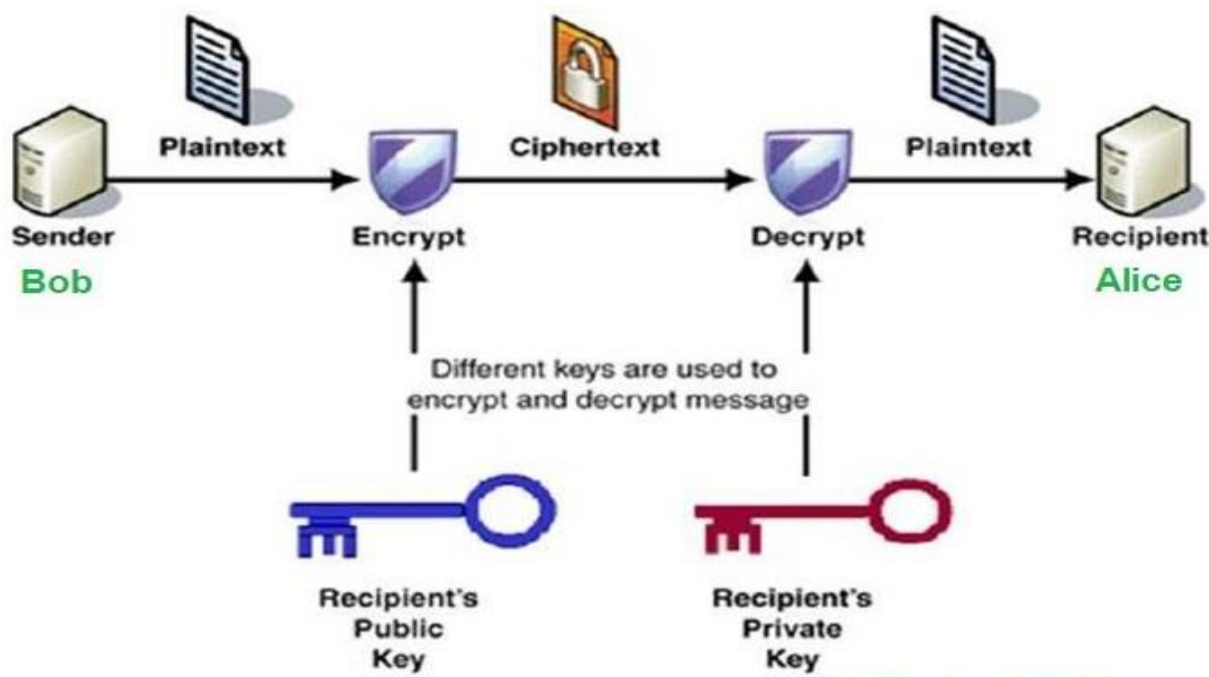 Plaintext
Ciphertext
Plaintext
Sender
Encrypt
Decrypt
Recipient
Bob
Alice
Different keys are used to
encrypt and decrypt message
Recipient's
Public
Key
Recipient's
Private
Key